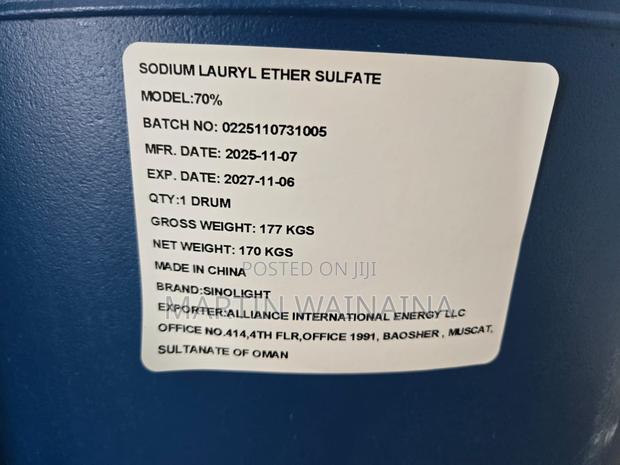 SODIUM LAURYL ETHER SULFATE
MODEL:70%
BATCH NO: 0225110731005
MFR. DATE: 2025-11-07
EXP. DATE: 2027-11-06
QTY:1 DRUM
GROSS WEIGHT: 177 KGS
NET WEIGHT: 170 KGS
MADE IN CHINA
POSTED ON JIJI
BRAND:SINOLIGHT
MARTIN WAINAINA
EXPORTER:ALLIANCE INTERNATIONAL ENERGY LLC
OFFICE NO.414,4TH FLR,OFFICE 1991, BAOSHER , MUSCAT,
SULTANATE OF OMAN